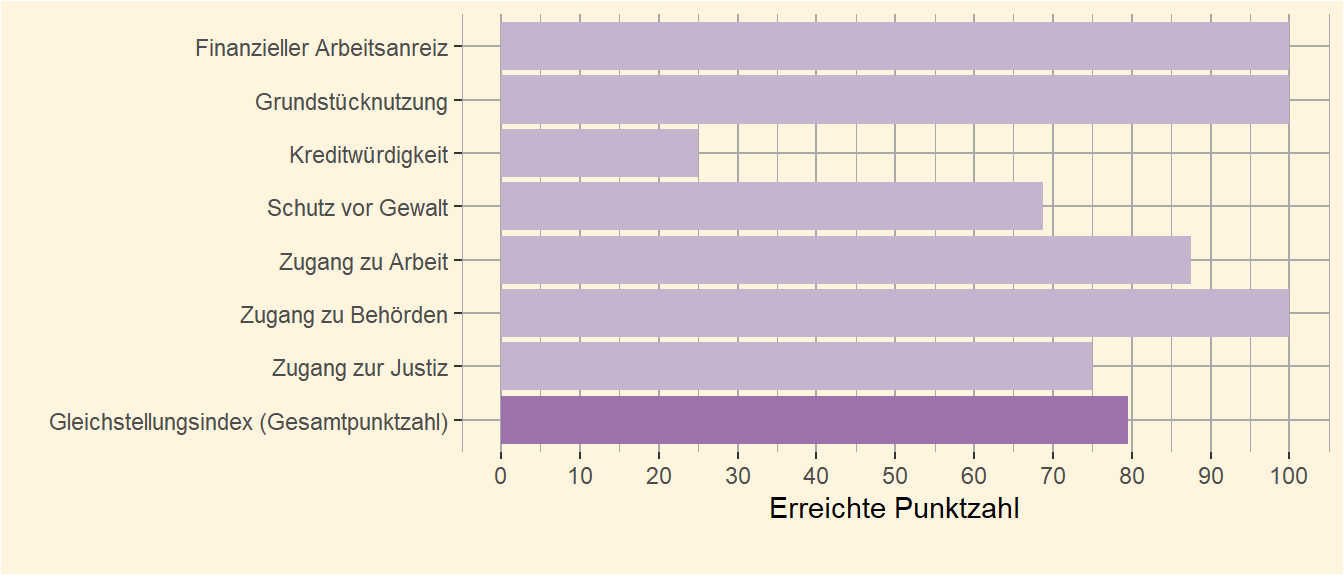 Finanzieller Arbeitsanreiz
Grundstücknutzung
Kreditwürdigkeit
Schutz vor Gewalt
Zugang zu Arbeit
Zugang zu Behörden
Zugang zur Justiz
Gleichstellungsindex (Gesamtpunktzahl)
0 10 20 30 40 50 60 70 80 90 100
Erreichte Punktzahl